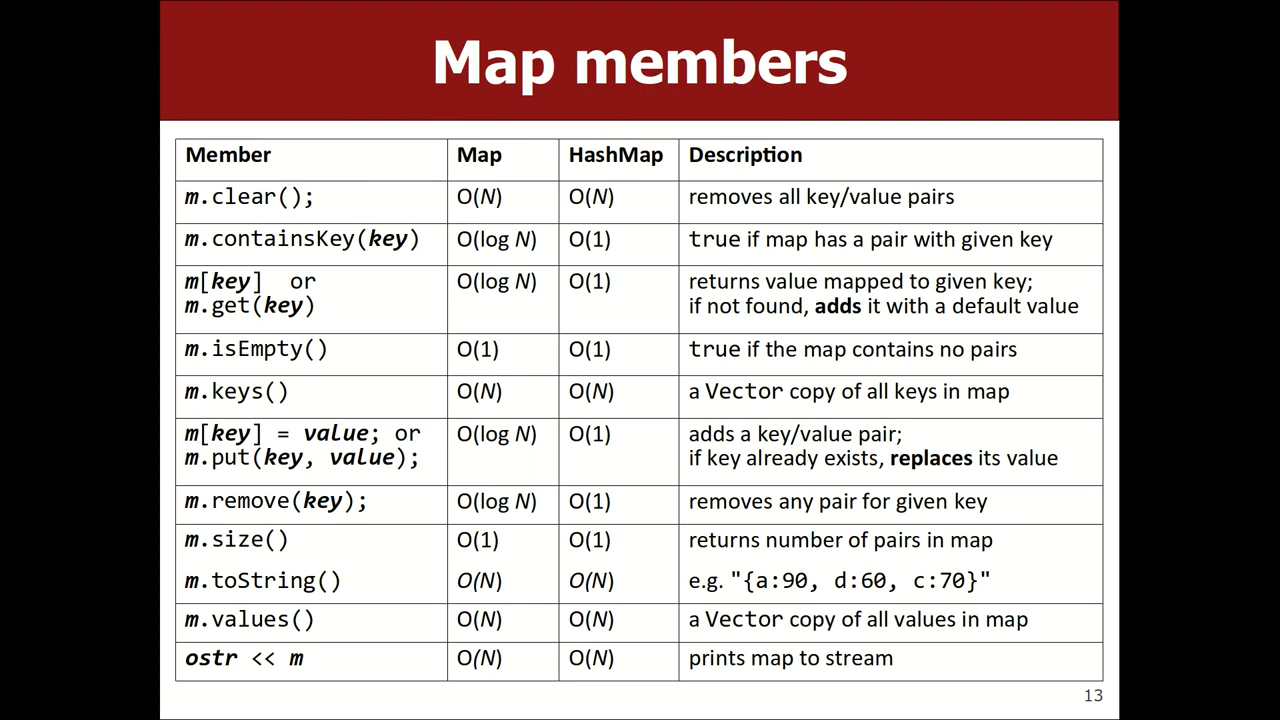 Map members
Member Map HashMap Description
m.clear(); O(N) O(N) removes all key/value pairs
m.containsKey(key) O(log N) O(1) true if map has a pair with given key
m[key] or O(log N) O(1) returns value mapped to given key;
m.get(key) if not found, adds it with a default value
m.isEmpty() O(1) O(1) true if the map contains no pairs
m.keys() O(N) O(N) a Vector copy of all keys in map
m[key] = value; or O(log N) O(1) adds a key/value pair;
m.put(key, value); if key already exists, replaces its value
m.remove(key); O(log N) O(1) removes any pair for given key
m.size() O(1) O(1) returns number of pairs in map
m.toString() O(N) O(N) e.g. "{a:90, d:60, c:70}"
m.values() O(N) O(N) a Vector copy of all values in map
ostr << m O(N) O(N) prints map to stream
13